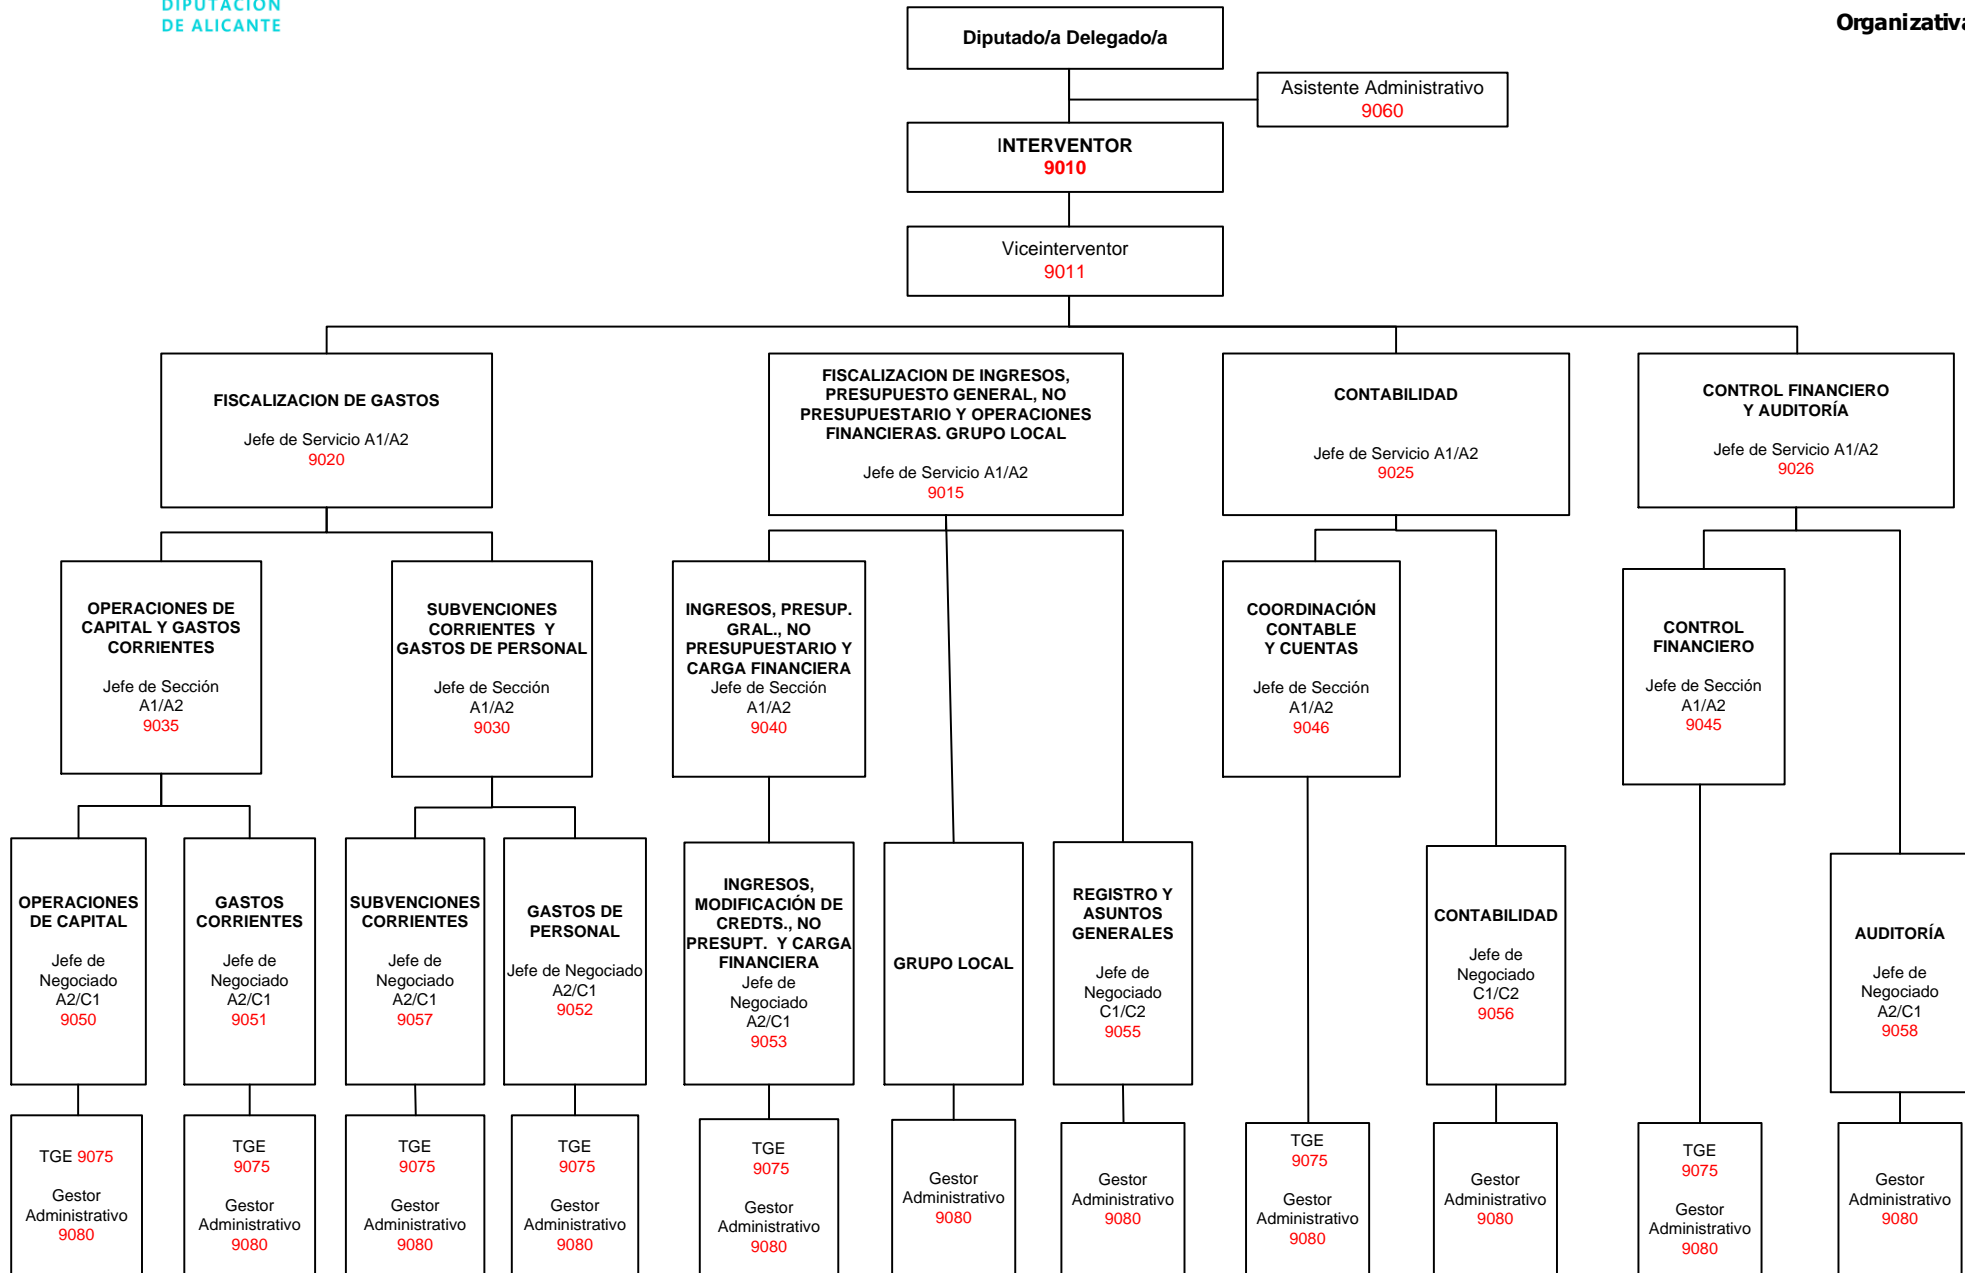 DIPUTACIÓN
DE ALICANTE
Organizativa
Diputado/a Delegado/a
Asistente Administrativo
9060
INTERVENTOR
9010
Viceinterventor
9011
FISCALIZACION DE GASTOS
Jefe de Servicio A1/A2
9020
FISCALIZACION DE INGRESOS,
PRESUPUESTO GENERAL, NO
PRESUPUESTARIO Y OPERACIONES
FINANCIERAS. GRUPO LOCAL
Jefe de Servicio A1/A2
9015
CONTABILIDAD
Jefe de Servicio A1/A2
9025
CONTROL FINANCIERO
Y AUDITORÍA
Jefe de Servicio A1/A2
9026
OPERACIONES DE
CAPITAL Y GASTOS
CORRIENTES
Jefe de Sección
A1/A2
9035
SUBVENCIONES
CORRIENTES Y
GASTOS DE PERSONAL
Jefe de Sección
A1/A2
9030
INGRESOS, PRESUP.
GRAL., NO
PRESUPUESTARIO Y
CARGA FINANCIERA
Jefe de Sección
A1/A2
9040
COORDINACIÓN
CONTABLE
Y CUENTAS
Jefe de Sección
A1/A2
9046
CONTROL
FINANCIERO
Jefe de Sección
A1/A2
9045
OPERACIONES
DE CAPITAL
Jefe de
Negociado
A2/C1
9050
GASTOS
CORRIENTES
Jefe de
Negociado
A2/C1
9051
SUBVENCIONES
CORRIENTES
Jefe de
Negociado
A2/C1
9057
GASTOS DE
PERSONAL
Jefe de Negociado
A2/C1
9052
INGRESOS,
MODIFICACIÓN DE
CREDTS., NO
PRESUPT. Y CARGA
FINANCIERA
Jefe de
Negociado
A2/C1
9053
GRUPO LOCAL
REGISTRO Y
ASUNTOS
GENERALES
Jefe de
Negociado
C1/C2
9055
CONTABILIDAD
Jefe de
Negociado
C1/C2
9056
AUDITORÍA
Jefe de
Negociado
A2/C1
9058
TGE 9075
Gestor
Administrativo
9080
TGE
9075
Gestor
Administrativo
9080
TGE
9075
Gestor
Administrativo
9080
TGE
9075
Gestor
Administrativo
9080
TGE
9075
Gestor
Administrativo
9080
Gestor
Administrativo
9080
Gestor
Administrativo
9080
TGE
9075
Gestor
Administrativo
9080
Gestor
Administrativo
9080
TGE
9075
Gestor
Administrativo
9080
Gestor
Administrativo
9080